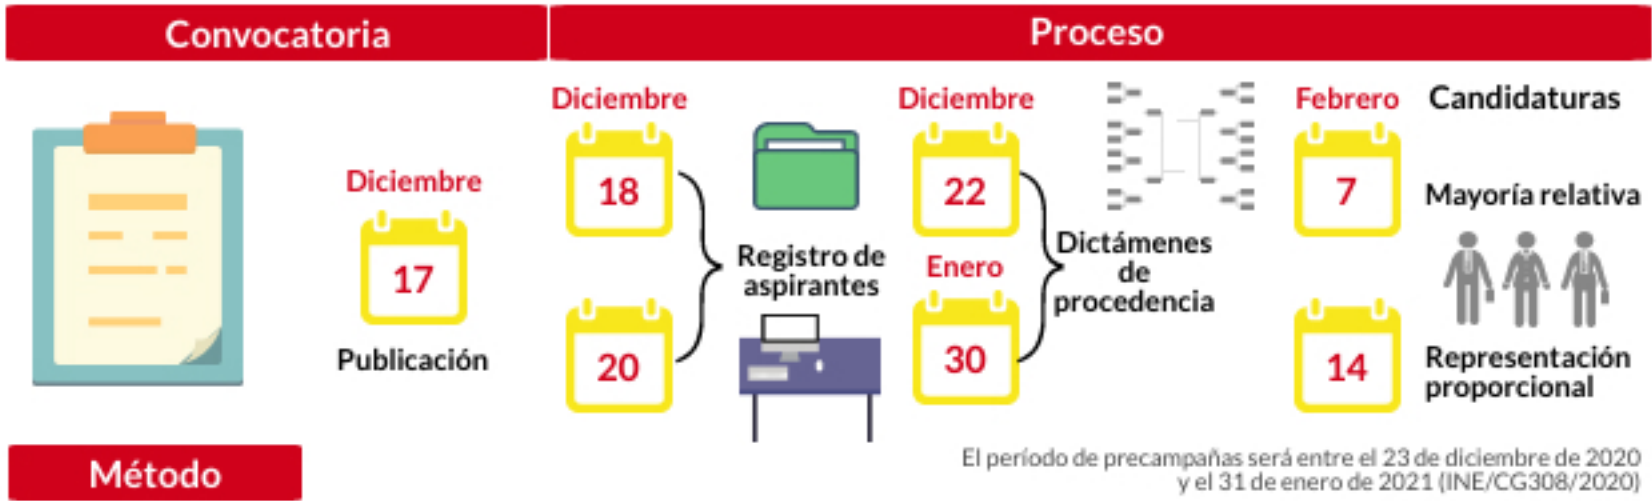 Convocatoria
Proceso
Diciembre
17
Publicación
Diciembre
18
20
Registro de
aspirantes
Diciembre
22
Enero
30
Dictámenes
de
procedencia
Febrero
7
14
Candidaturas
Mayoría relativa
Representación
proporcional
Método
El período de precampañas será entre el 23 de diciembre de 2020
y el 31 de enero de 2021 (INE/CG308/2020)